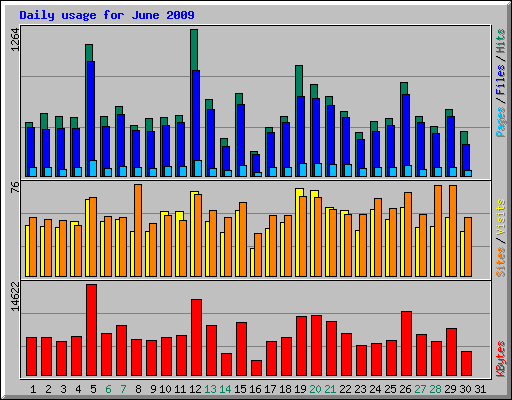 Daily usage for June 2009
1264
Pages / Files / Hits
76
Sites / Visits
14622
KBytes
1 2 3 4 5 6 7 8 9 10 11 12 13 14 15 16 17 18 19 20 21 22 23 24 25 26 27 28 29 30 31